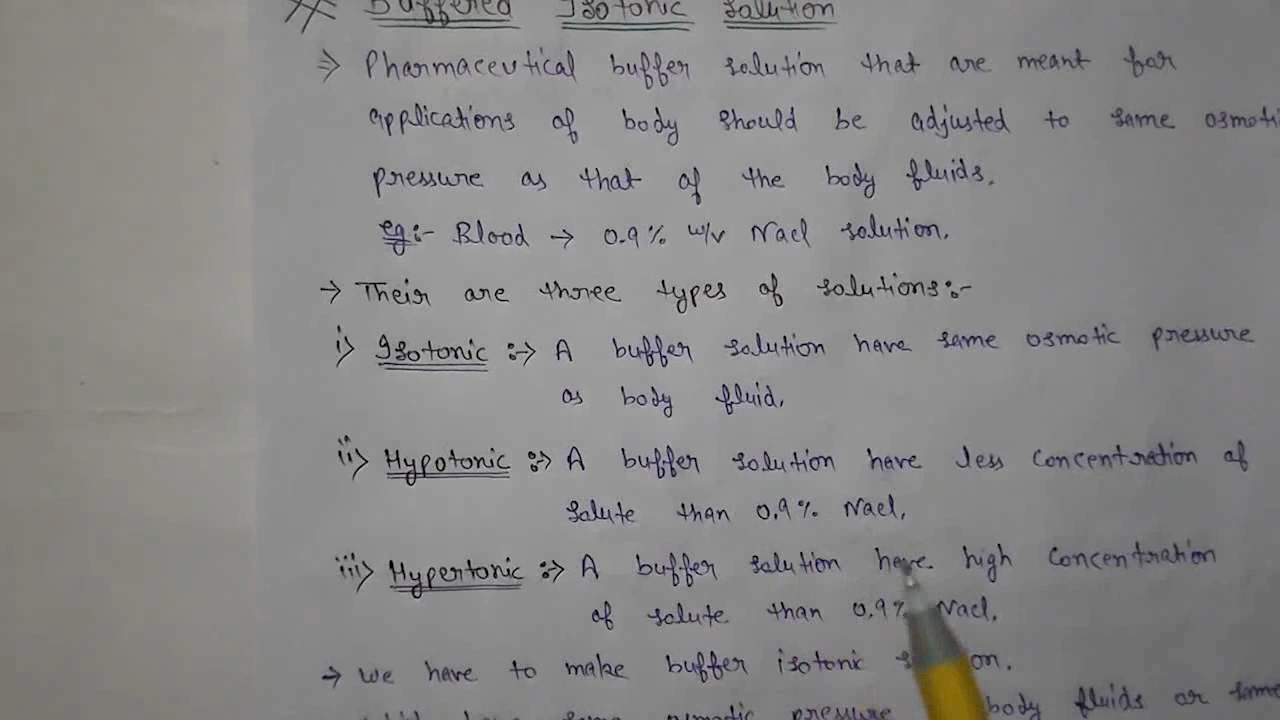 Buffered Isotonic Solution
⇒ Pharmaceutical buffer solution that are meant for
applications of body should be adjusted to same
pressure as that of the body fluids.
eg:- Blood → 0.9% w/v Nacl solution.
→ Their are three types of solutions:-
i) Isotonic :→ A buffer solution have same osmotic pressure
as body fluid.
ii) Hypotonic :→ A buffer solution have less concentration of
solute than 0.9% Nacl.
iii) Hypertonic :→ A buffer solution have high concentration
of solute than 0.9% Nacl.
→ We have to make buffer isotonic
pressure body fluids or same